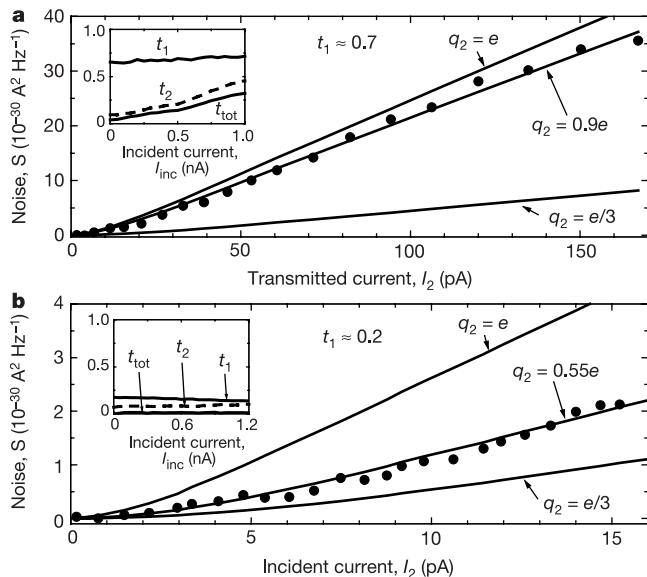 a
40
30
20
10
0
Noise, S (10⁻³⁰ A² Hz⁻¹)
1.0
0.5
0
t₁
t₂
t_tot
0
0.5
1.0
Incident current,
I_inc (nA)
t₁ ≈ 0.7
q₂ = e
q₂ = 0.9e
q₂ = e/3
0
50
100
150
Transmitted current, I₂ (pA)
b
4
3
2
1
0
Noise, S (10⁻³⁰ A² Hz⁻¹)
1.0
0.5
0
t_tot
t₂
t₁
0
0.6
1.2
Incident current,
I_inc (nA)
t₁ ≈ 0.2
q₂ = e
q₂ = 0.55e
q₂ = e/3
0
5
10
15
Incident current, I₂ (pA)